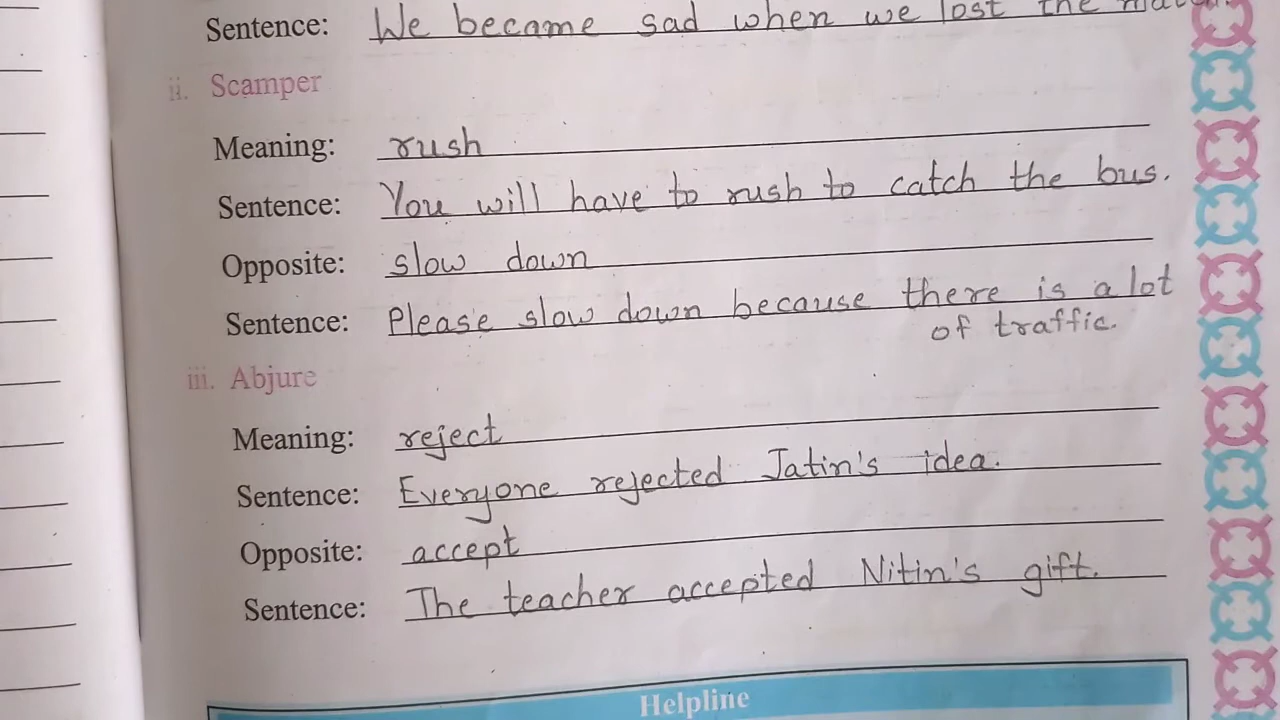 Sentence: We became sad when we lost the
ii. Scamper
Meaning: rush
Sentence: You will have to rush to catch the bus.
Opposite: slow down
Sentence: Please slow down because there is a lot
of traffic.
iii. Abjure
Meaning: reject
Sentence: Everyone rejected Jatin's idea.
Opposite: accept
Sentence: The teacher accepted Nitin's gift.
Helpline